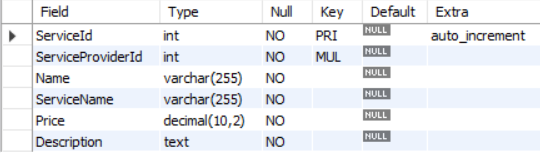 Field Type Null Key Default Extra
ServiceId int NO PRI NULL auto_increment
ServiceProviderId int NO MUL NULL
Name varchar(255) NO NULL
ServiceName varchar(255) NO NULL
Price decimal(10,2) NO NULL
Description text NO NULL